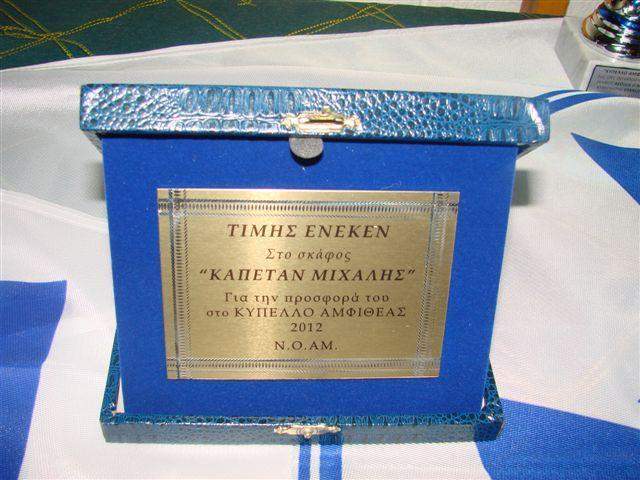 ΤΙΜΗΣ ΕΝΕΚΕΝ
Στο σκάφος
“ΚΑΠΕΤΑΝ ΜΙΧΑΛΗΣ”
Για την προσφορά του
στο ΚΥΠΕΛΛΟ ΑΜΦΙΘΕΑΣ
2012
Ν.Ο.ΑΜ.